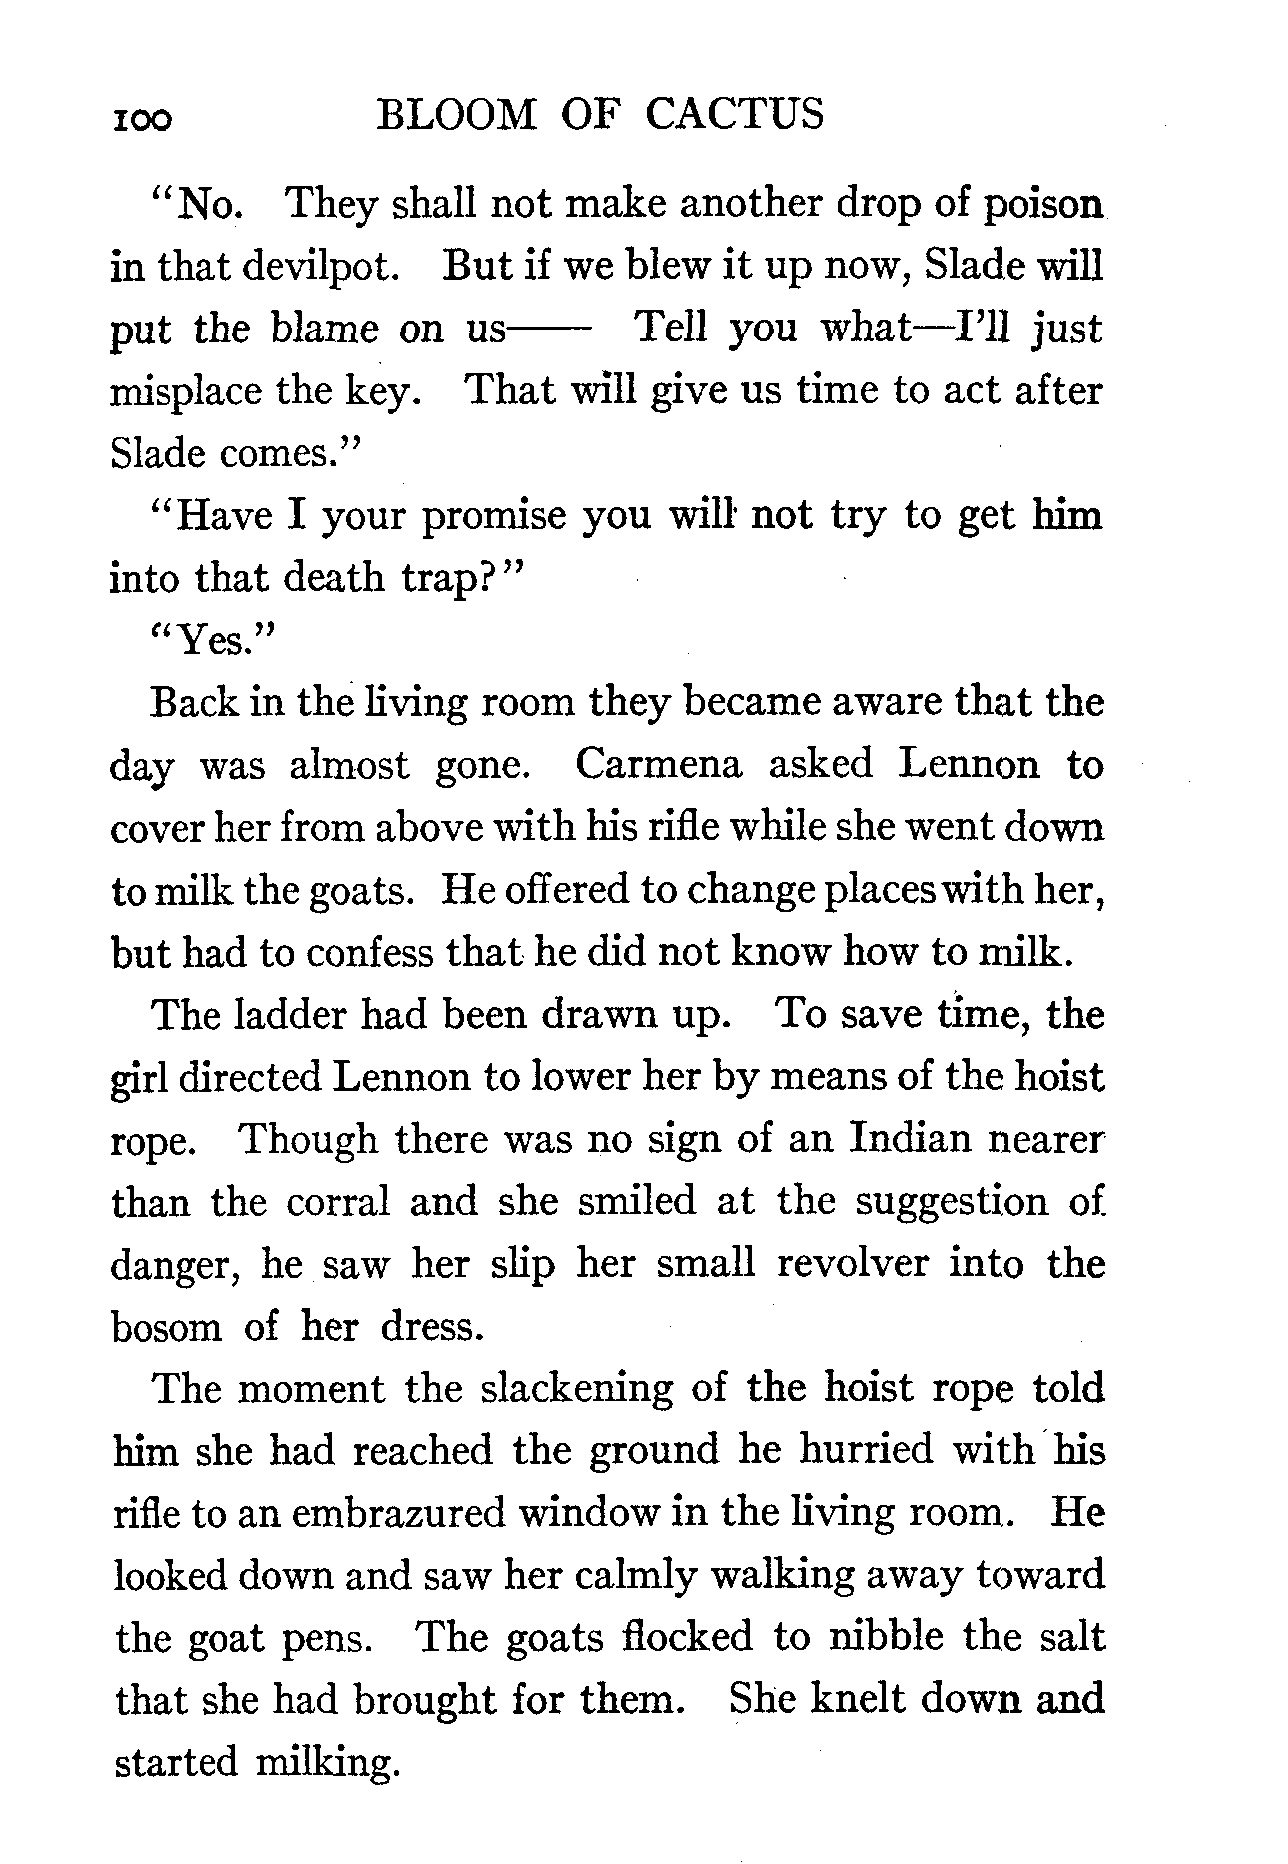 100 BLOOM OF CACTUS
“No. They shall not make another drop of poison
in that devilpot. But if we blew it up now, Slade will
put the blame on us—— Tell you what—I’ll just
misplace the key. That will give us time to act after
Slade comes.”
“Have I your promise you will not try to get him
into that death trap?”
“Yes.”
Back in the living room they became aware that the
day was almost gone. Carmena asked Lennon to
cover her from above with his rifle while she went down
to milk the goats. He offered to change places with her,
but had to confess that he did not know how to milk.
The ladder had been drawn up. To save time, the
girl directed Lennon to lower her by means of the hoist
rope. Though there was no sign of an Indian nearer
than the corral and she smiled at the suggestion of
danger, he saw her slip her small revolver into the
bosom of her dress.
The moment the slackening of the hoist rope told
him she had reached the ground he hurried with his
rifle to an embrazured window in the living room. He
looked down and saw her calmly walking away toward
the goat pens. The goats flocked to nibble the salt
that she had brought for them. She knelt down and
started milking.